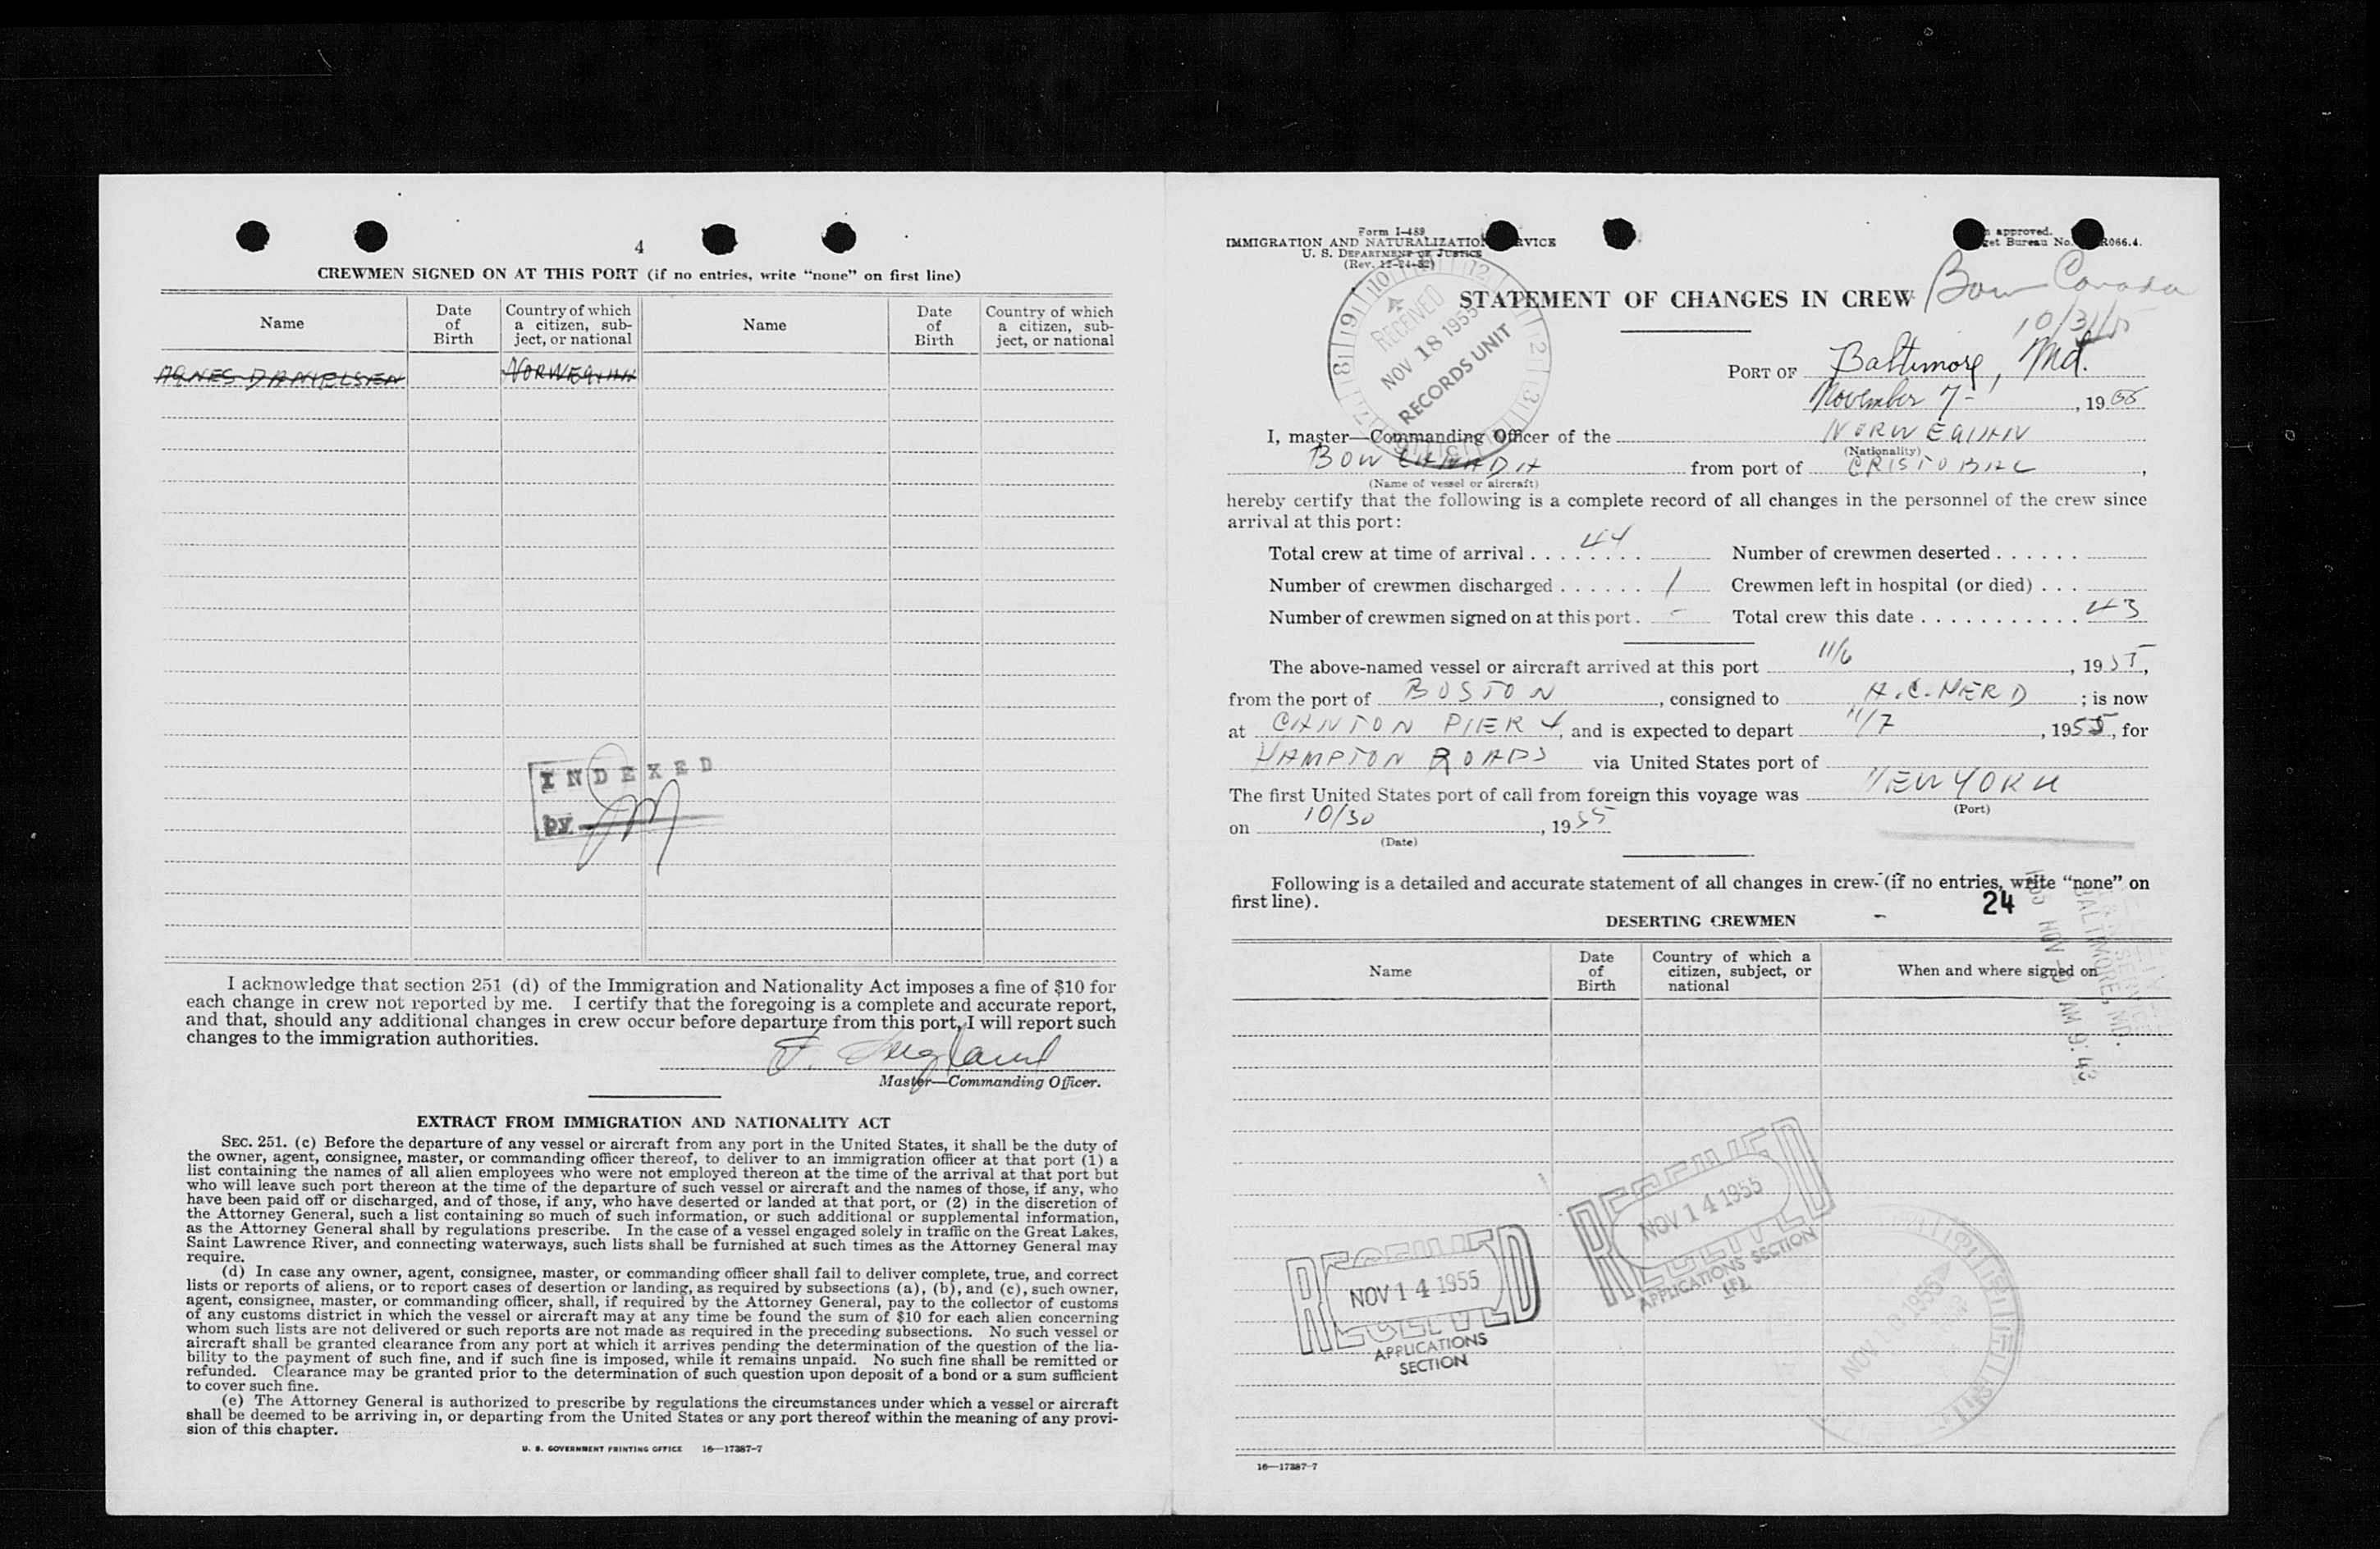 4
CREWMEN SIGNED ON AT THIS PORT (if no entries, write “none” on first line)
Name
Date of Birth
Country of which a citizen, subject, or national
Name
Date of Birth
Country of which a citizen, subject, or national
AGNES DANIELSEN NORWEGIAN
INDEXED
by
I acknowledge that section 251 (d) of the Immigration and Nationality Act imposes a fine of $10 for
each change in crew not reported by me. I certify that the foregoing is a complete and accurate report,
and that, should any additional changes in crew occur before departure from this port, I will report such
changes to the immigration authorities.
Master—Commanding Officer.
EXTRACT FROM IMMIGRATION AND NATIONALITY ACT
SEC. 251. (c) Before the departure of any vessel or aircraft from any port in the United States, it shall be the duty of
the owner, agent, consignee, master, or commanding officer thereof, to deliver to an immigration officer at that port (1) a
list containing the names of all alien employees who were not employed thereon at the time of the arrival at that port but
who will leave such port thereon at the time of the departure of such vessel or aircraft and the names of those, if any, who
have been paid off or discharged, and of those, if any, who have deserted or landed at that port, or (2) in the discretion of
the Attorney General, such a list containing so much of such information, or such additional or supplemental information,
as the Attorney General shall by regulations prescribe. In the case of a vessel engaged solely in traffic on the Great Lakes,
Saint Lawrence River, and connecting waterways, such lists shall be furnished at such times as the Attorney General may
require.
(d) In case any owner, agent, consignee, master, or commanding officer shall fail to deliver complete, true, and correct
lists or reports of aliens, or to report cases of desertion or landing, as required by subsections (a), (b), and (c), such owner,
agent, consignee, master, or commanding officer, shall, if required by the Attorney General, pay to the collector of customs
of any customs district in which the vessel or aircraft may at any time be found the sum of $10 for each alien concerning
whom such lists are not delivered or such reports are not made as required in the preceding subsections. No such vessel or
aircraft shall be granted clearance from any port at which it arrives pending the determination of the question of the lia-
bility to the payment of such fine, and if such fine is imposed, while it remains unpaid. No such fine shall be remitted or
refunded. Clearance may be granted prior to the determination of such question upon deposit of a bond or a sum sufficient
to cover such fine.
(e) The Attorney General is authorized to prescribe by regulations the circumstances under which a vessel or aircraft
shall be deemed to be arriving in, or departing from the United States or any port thereof within the meaning of any provi-
sion of this chapter.
U. S. GOVERNMENT PRINTING OFFICE 16—17387-7
Form I-489
IMMIGRATION AND NATURALIZATIO RVICE
U. S. DEPARTMENT OF JUSTICE
(Rev. 12-24-52)
approved.
et Bureau No. R066.4.
RECEIVED
NOV 18 1955
RECORDS UNIT
STATEMENT OF CHANGES IN CREW
Bow Canada
10/31/55
PORT OF Baltimore, Md.
November 7-, 1955
I, master—Commanding Officer of the NORWEGIAN
(Nationality)
BOW CANADA from port of CRISTOBAL,
(Name of vessel or aircraft)
hereby certify that the following is a complete record of all changes in the personnel of the crew since
arrival at this port:
Total crew at time of arrival . . . . . . . . 44
Number of crewmen deserted . . . . . .
Number of crewmen discharged . . . . . . 1
Crewmen left in hospital (or died) . . .
Number of crewmen signed on at this port . -
Total crew this date . . . . . . . . . . . 43
The above-named vessel or aircraft arrived at this port 11/6, 1955,
from the port of BOSTON, consigned to H.C. NERD; is now
at CANTON PIER 4, and is expected to depart 11/7, 1955, for
HAMPTON ROADS via United States port of
The first United States port of call from foreign this voyage was NEW YORK
(Port)
on 10/30, 1955
(Date)
Following is a detailed and accurate statement of all changes in crew (if no entries, write “none” on
first line).
24
DESERTING CREWMEN -
Name
Date of Birth
Country of which a citizen, subject, or national
When and where signed on
BALTIMORE, MD.
AM 9:43
RECEIVED
NOV 14 1955
APPLICATIONS SECTION
RECEIVED
NOV 14 1955
APPLICATIONS
SECTION
16—17387-7